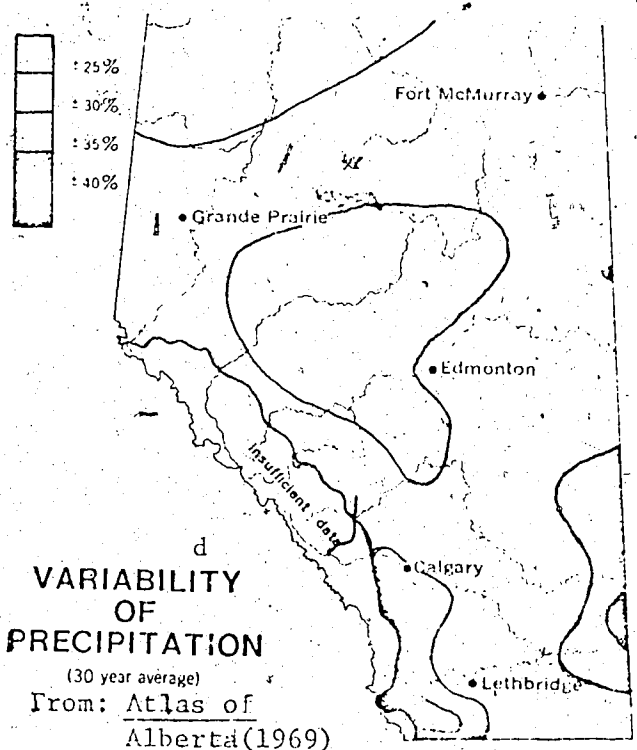 ± 25%
± 30%
± 35%
± 40%
Fort McMurray
Grande Prairie
Edmonton
Insufficient data
Calgary
Lethbridge
d
VARIABILITY
OF
PRECIPITATION
(30 year average)
From: Atlas of
Alberta (1969)